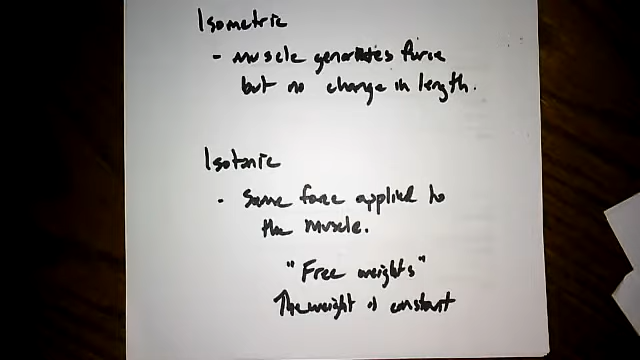 Isometric
- Muscle generates force
but no change in length.
Isotonic
- Same force applied to
the Muscle.
"Free weights"
The weight is constant